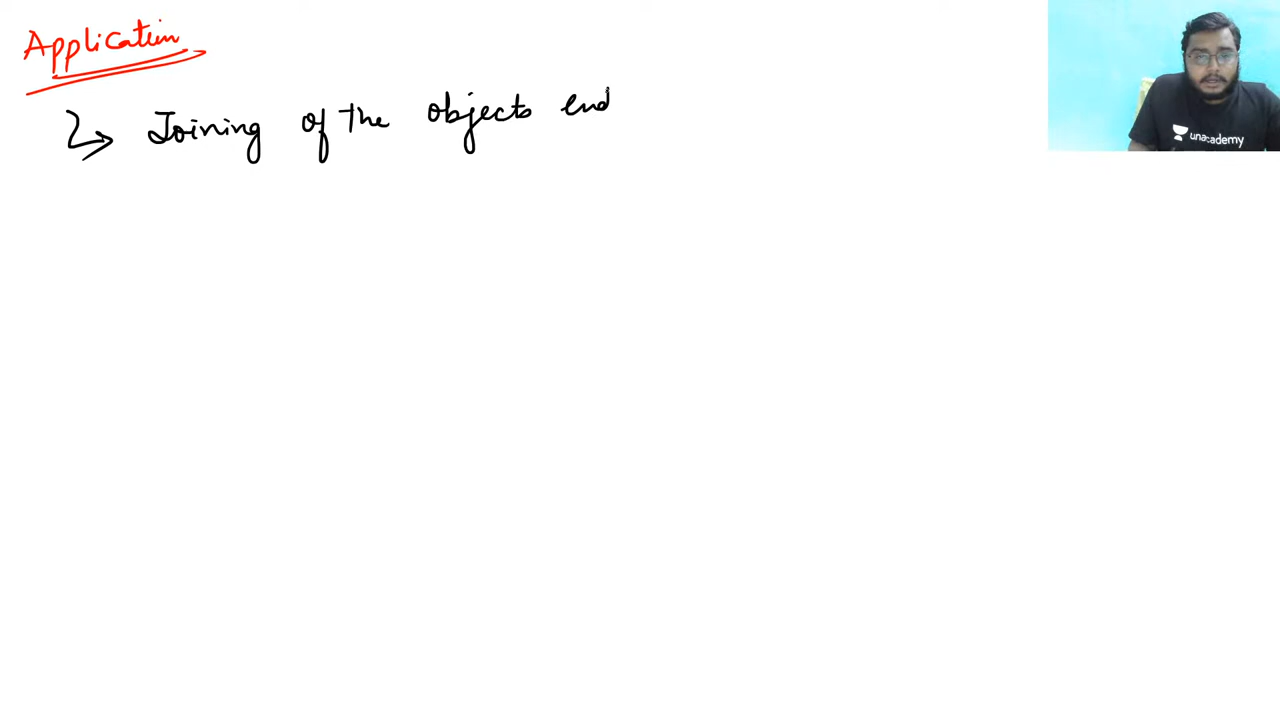 Application
Joining of the objects end
unacademy